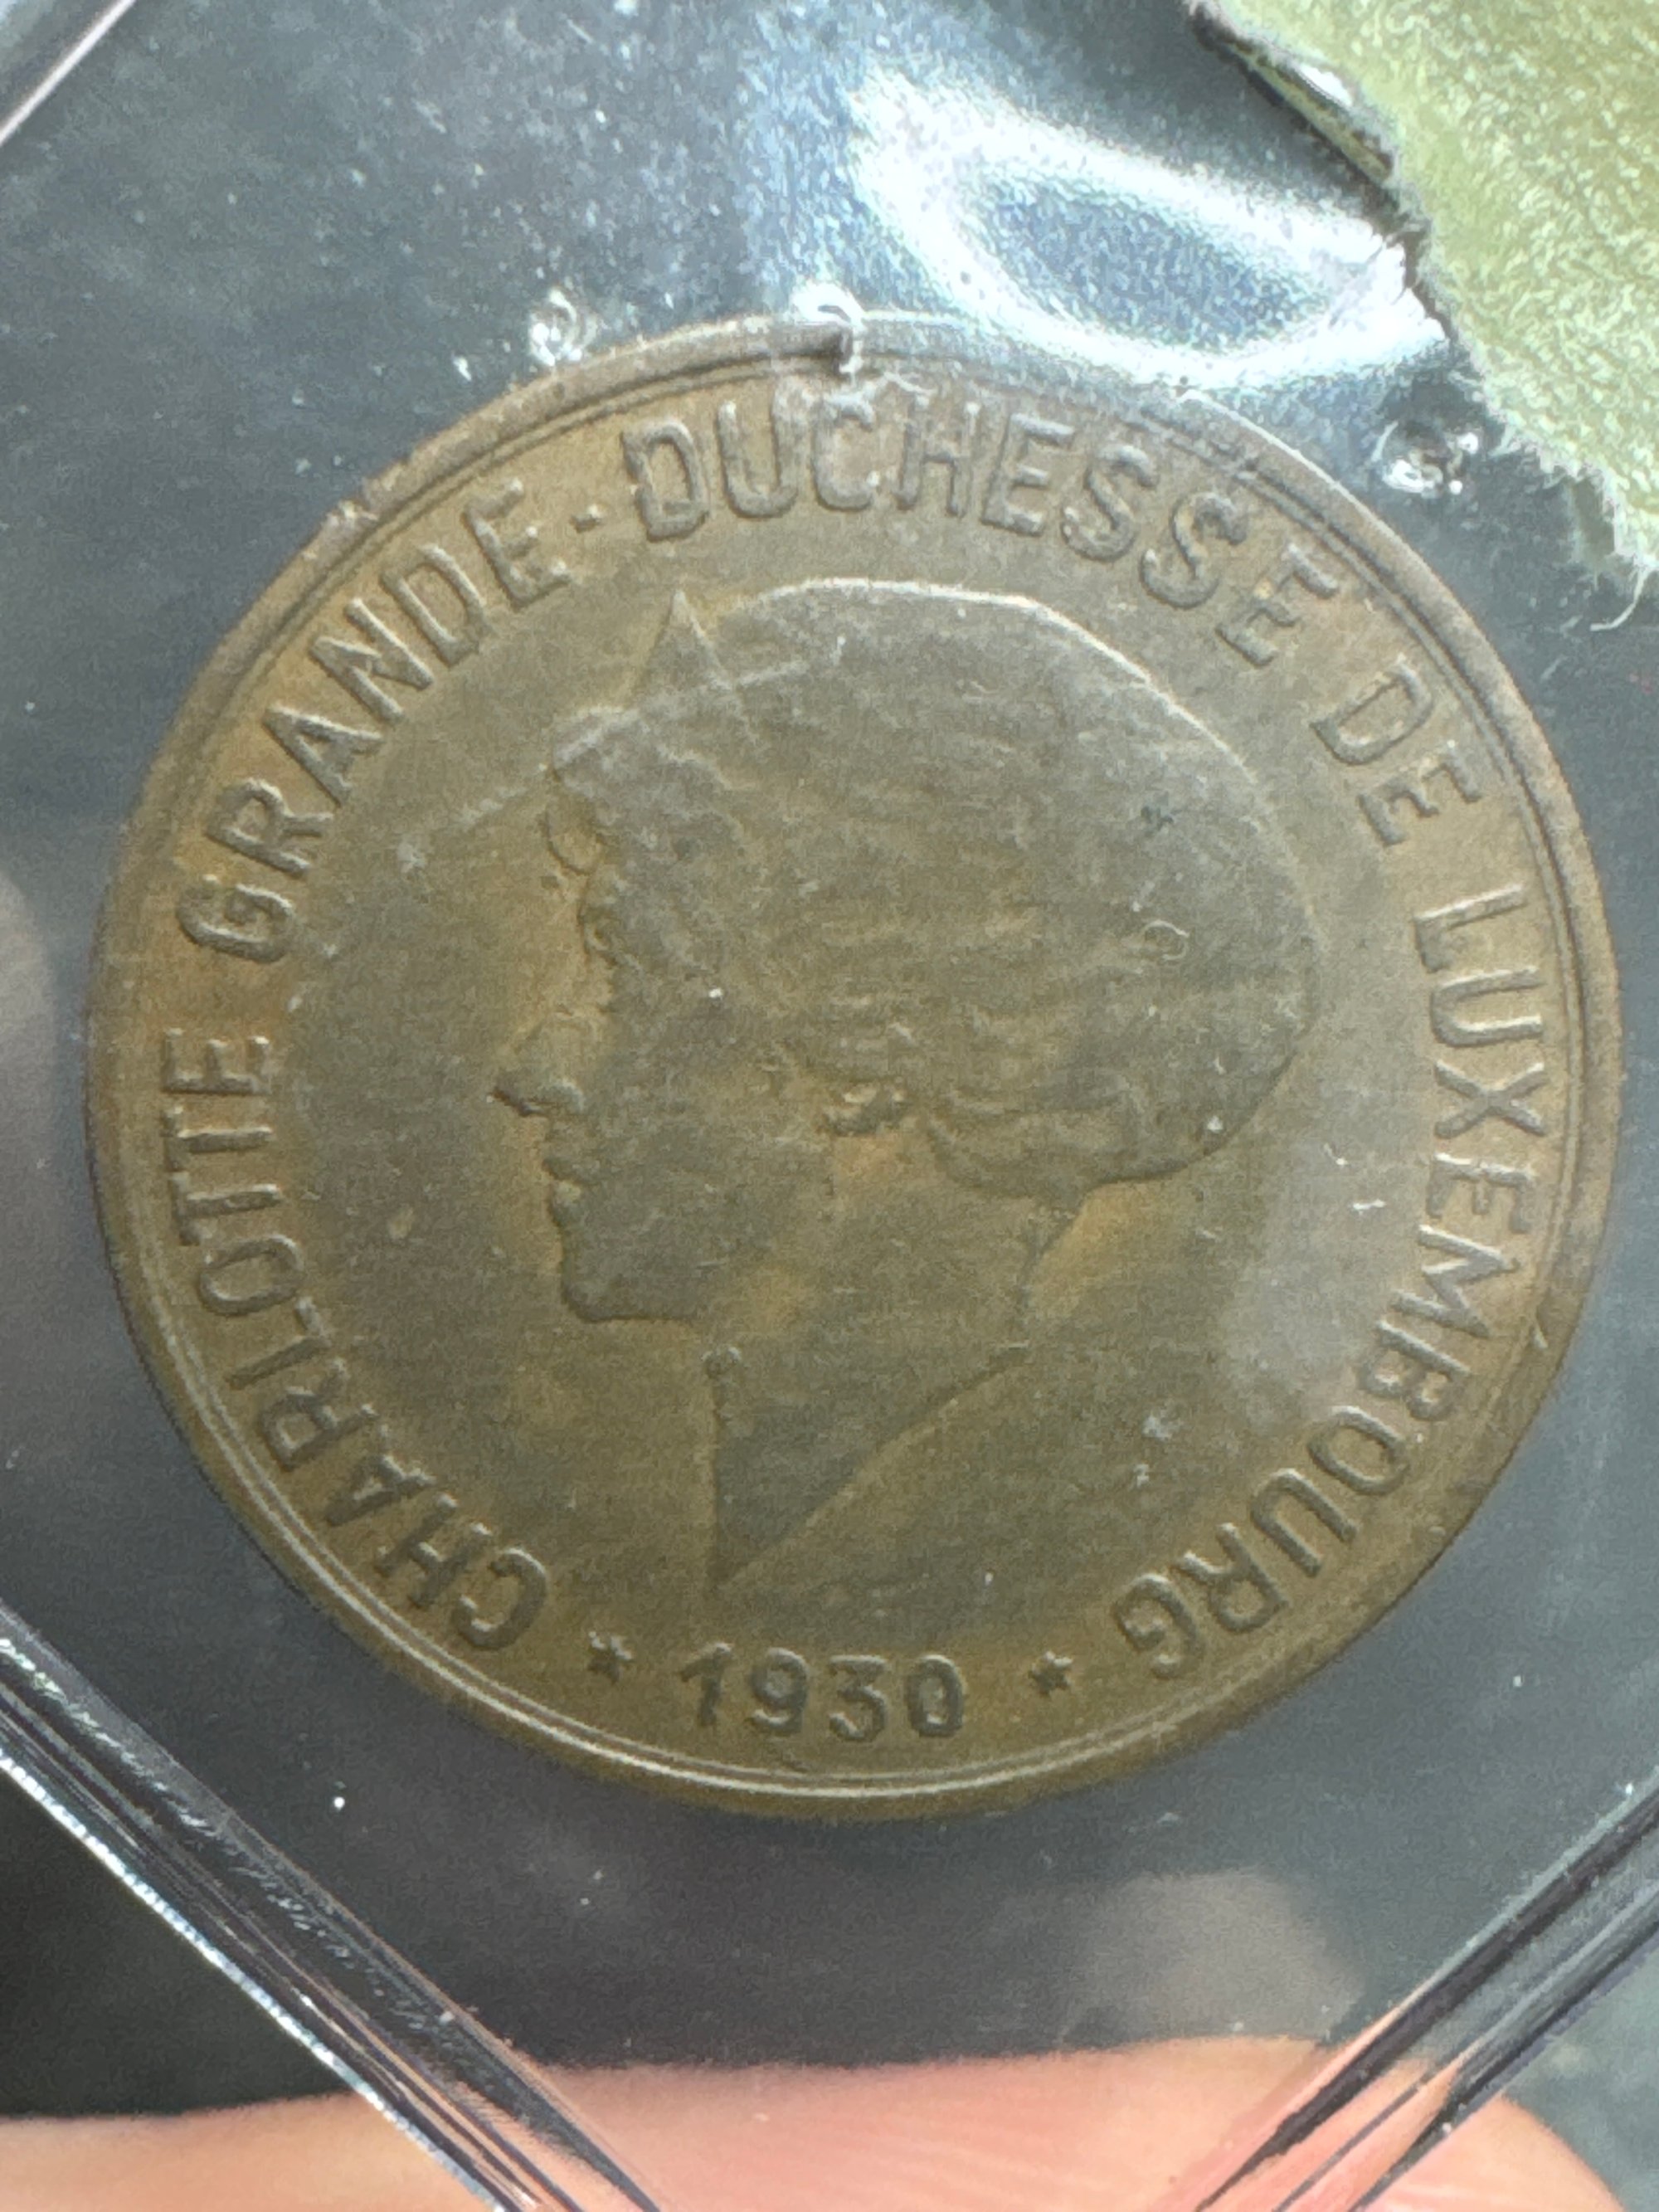 CHARLOTTE GRANDE-DUCHESSE DE LUXEMBOURG
★ 1930 ★